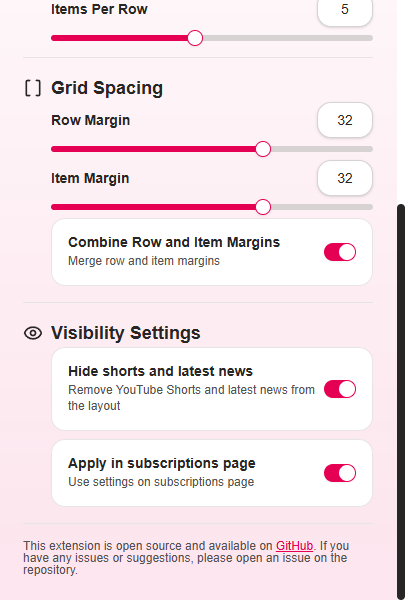 Items Per Row
5
Grid Spacing
Row Margin
32
Item Margin
32
Combine Row and Item Margins
Merge row and item margins
Visibility Settings
Hide shorts and latest news
Remove YouTube Shorts and latest news from
the layout
Apply in subscriptions page
Use settings on subscriptions page
This extension is open source and available on GitHub. If you
have any issues or suggestions, please open an issue on the
repository.